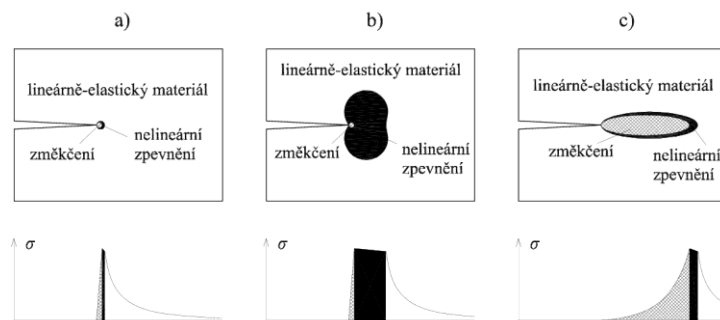 a)
b)
c)
lineárně-elastický materiál
změkčení
nelineární
zpevnění
lineárně-elastický materiál
změkčení
nelineární
zpevnění
lineárně-elastický materiál
změkčení
nelineární
zpevnění
σ
σ
σ